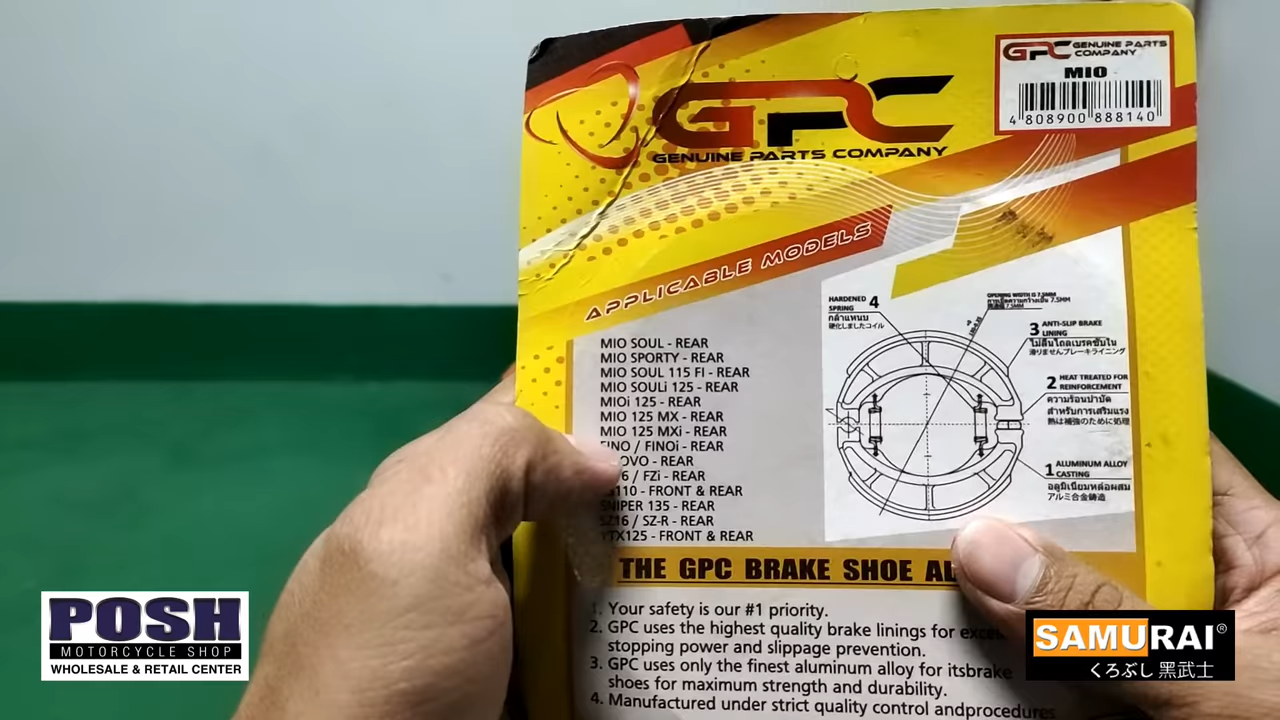 GPC
GENUINE PARTS COMPANY
GPC GENUINE PARTS COMPANY
MIO
4 808900 888140
APPLICABLE MODELS
MIO SOUL - REAR
MIO SPORTY - REAR
MIO SOUL 115 FI - REAR
MIO SOULi 125 - REAR
MIOi 125 - REAR
MIO 125 MX - REAR
MIO 125 MXi - REAR
FINO / FINOi - REAR
OVO - REAR
6 / FZi - REAR
110 - FRONT & REAR
SNIPER 135 - REAR
SZ16 / SZ-R - REAR
YTX125 - FRONT & REAR
HARDENED SPRING 4
硬化しましたコイル
OPENING WIDTH IS 7.5MM
3 ANTI-SLIP BRAKE LINING
ไม่ลื่นไถลเบรคซับใน
滑りませんブレーキライニング
2 HEAT TREATED FOR REINFORCEMENT
ความร้อนบำบัด
สำหรับการเสริมแรง
熱は補強のために処理
1 ALUMINUM ALLOY CASTING
อลูมิเนียมหล่อผสม
アルミ合金鋳造
THE GPC BRAKE SHOE
1. Your safety is our #1 priority.
2. GPC uses the highest quality brake linings for
stopping power and slippage prevention.
3. GPC uses only the finest aluminum alloy for itsbrake
shoes for maximum strength and durability.
4. Manufactured under strict quality control andprocedures
POSH
MOTORCYCLE SHOP
WHOLESALE & RETAIL CENTER
SAMURAI®
くろぶし 黑武士